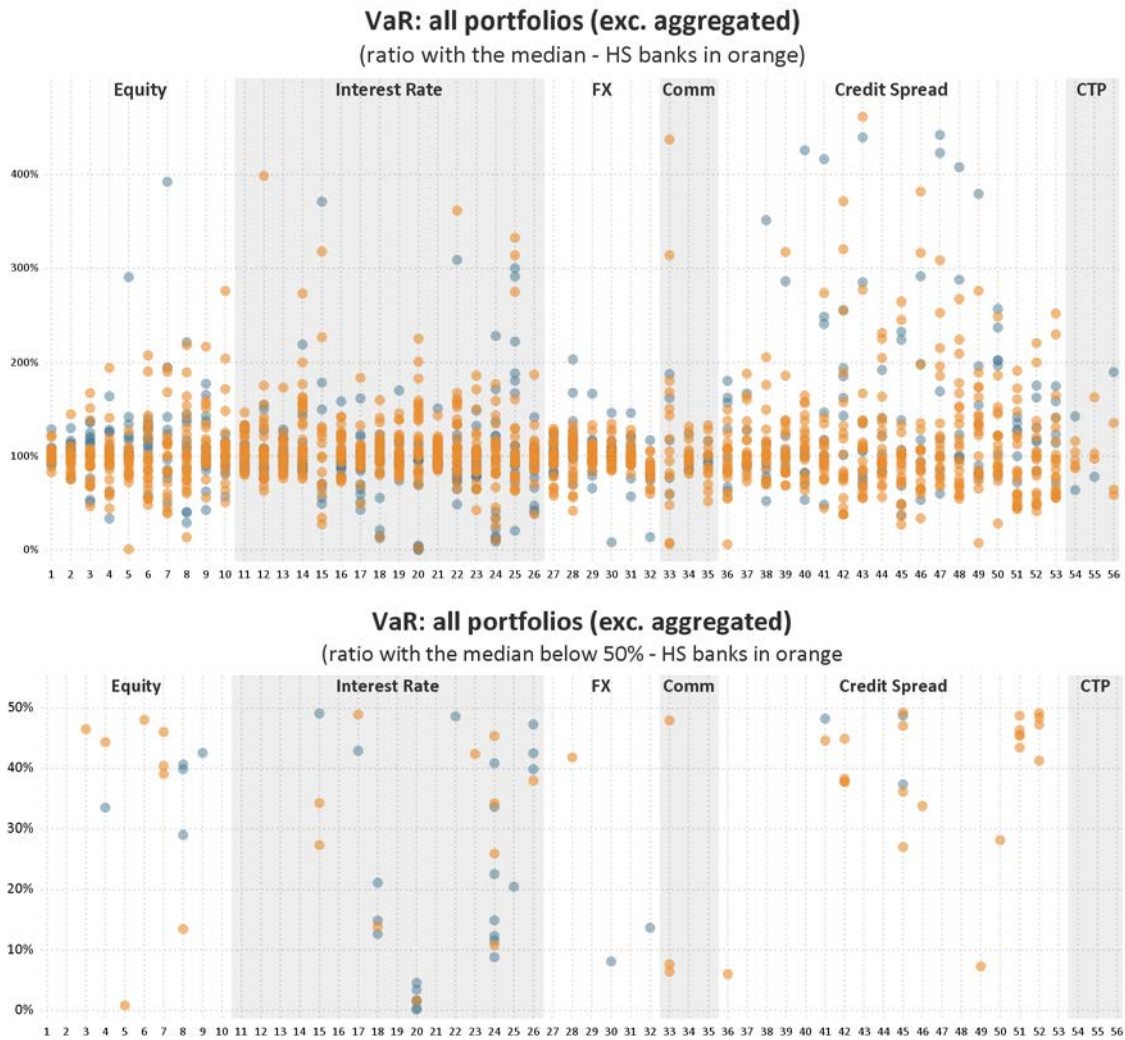 VaR: all portfolios (exc. aggregated)
(ratio with the median - HS banks in orange)
Equity Interest Rate FX Comm Credit Spread CTP
400%
300%
200%
100%
0%
1 2 3 4 5 6 7 8 9 10 11 12 13 14 15 16 17 18 19 20 21 22 23 24 25 26 27 28 29 30 31 32 33 34 35 36 37 38 39 40 41 42 43 44 45 46 47 48 49 50 51 52 53 54 55 56
VaR: all portfolios (exc. aggregated)
(ratio with the median below 50% - HS banks in orange
Equity Interest Rate FX Comm Credit Spread CTP
50%
40%
30%
20%
10%
0%
1 2 3 4 5 6 7 8 9 10 11 12 13 14 15 16 17 18 19 20 21 22 23 24 25 26 27 28 29 30 31 32 33 34 35 36 37 38 39 40 41 42 43 44 45 46 47 48 49 50 51 52 53 54 55 56